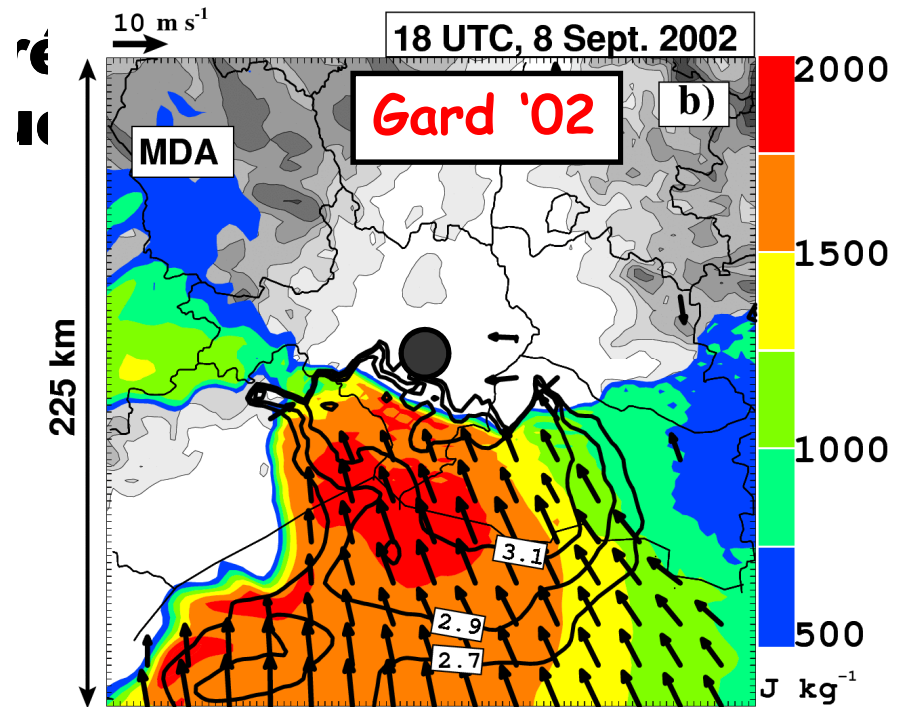 10 m s⁻¹
18 UTC, 8 Sept. 2002
Gard ‘02
b)
MDA
225 km
2000
1500
1000
500
J kg⁻¹
3.1
2.9
2.7